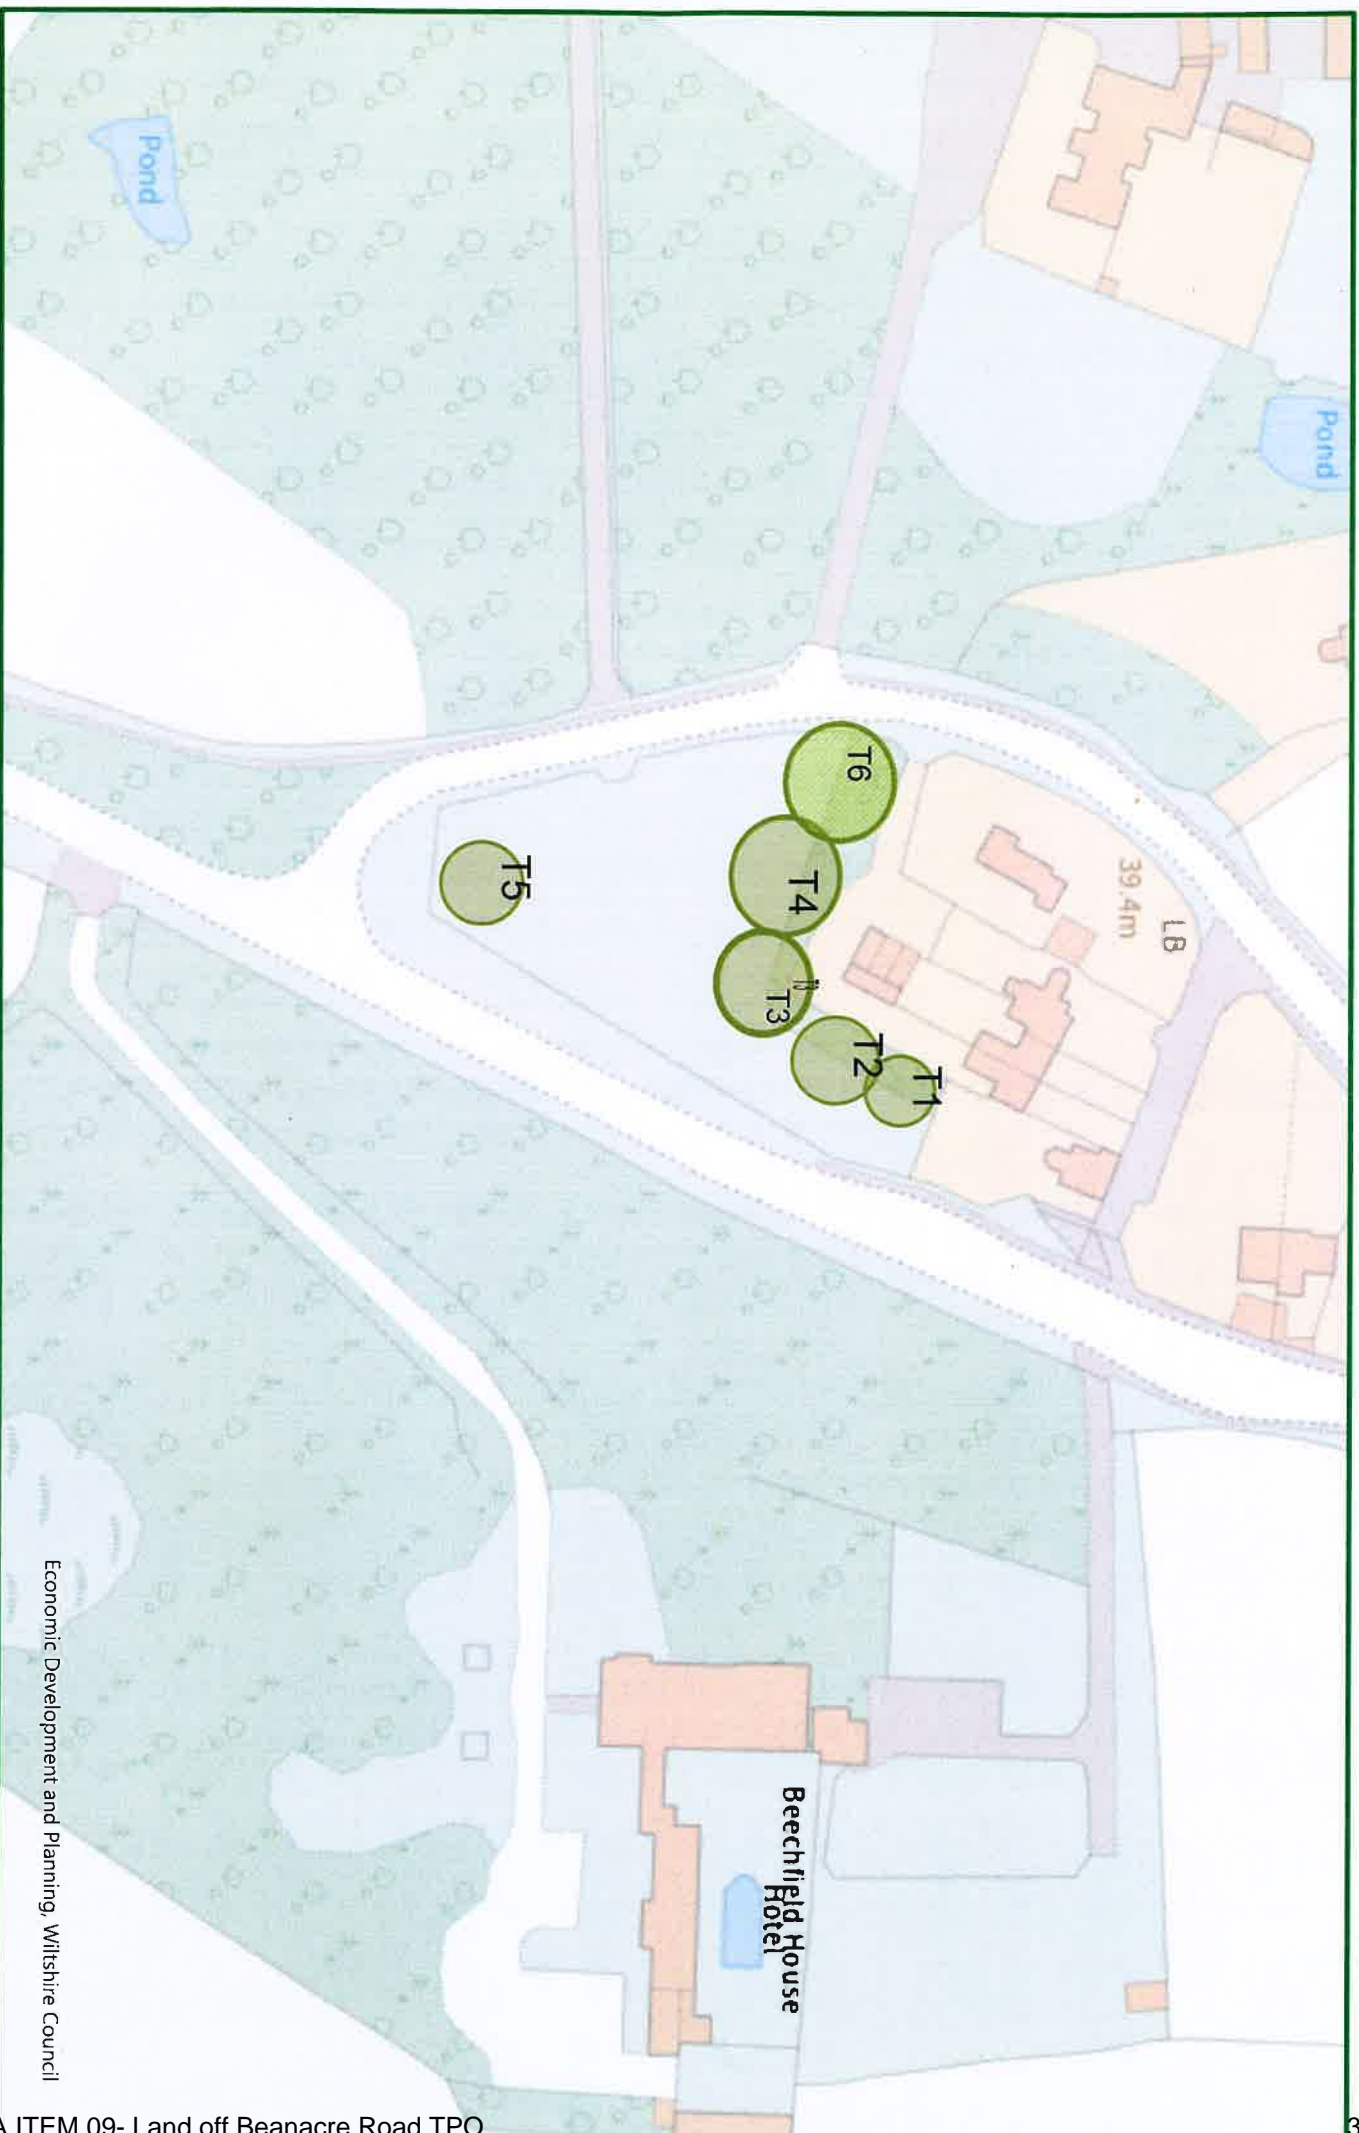 Pond
Pond
T6
T4
T5
T3
T2
T1
39.4m
LB
Beechfield House
Hotel
Economic Development and Planning, Wiltshire Council
A ITEM 09- Land off Beanacre Road TPO
3